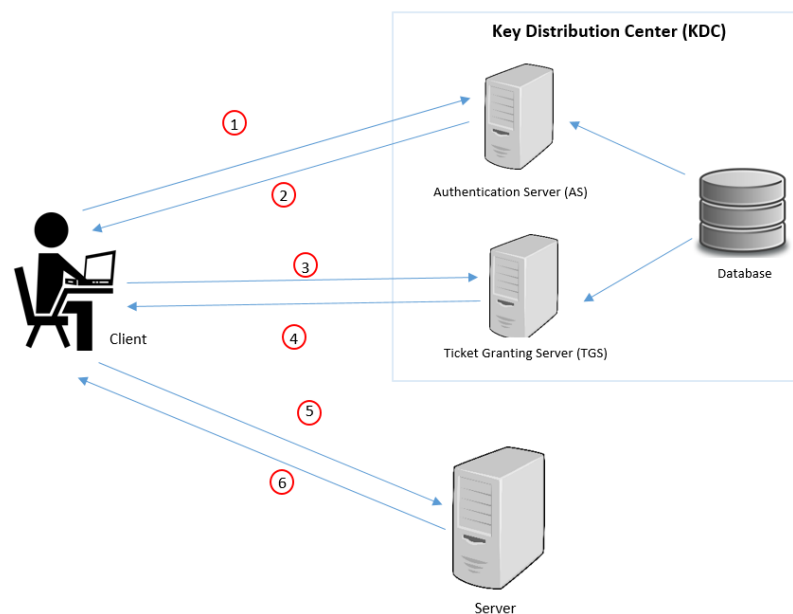 Key Distribution Center (KDC)
1
2
Authentication Server (AS)
Database
3
4
Client
Ticket Granting Server (TGS)
5
6
Server